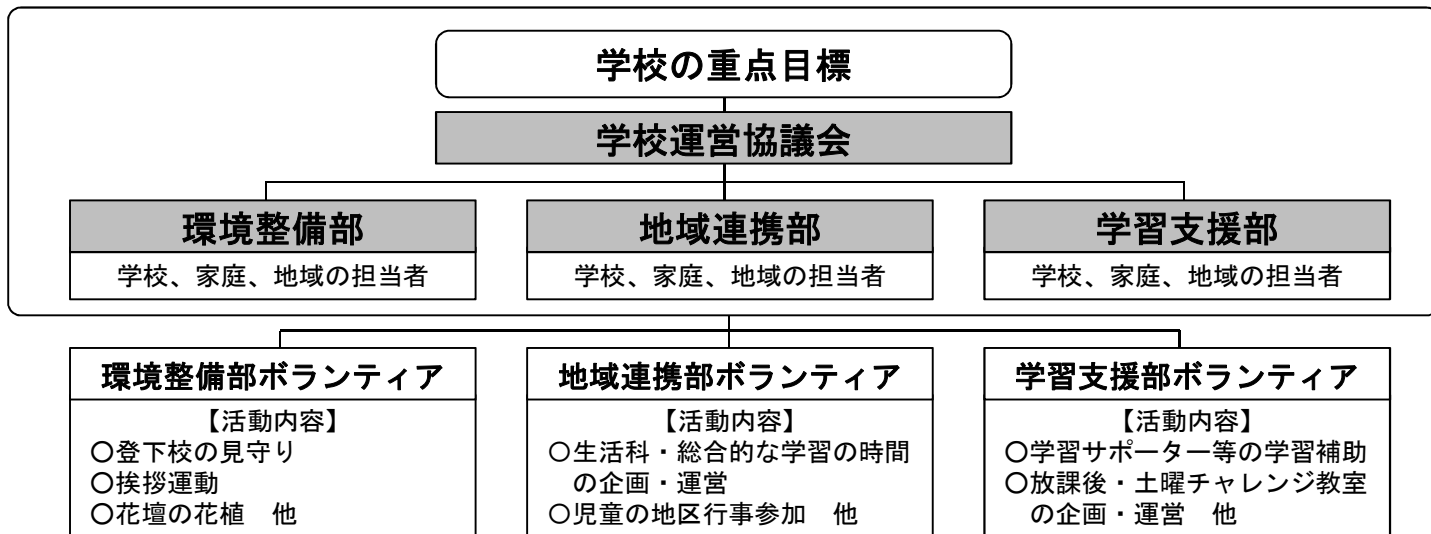 学校の重点目標
学校運営協議会
環境整備部
学校、家庭、地域の担当者
地域連携部
学校、家庭、地域の担当者
学習支援部
学校、家庭、地域の担当者
環境整備部ボランティア
【活動内容】
〇登下校の見守り
〇挨拶運動
〇花壇の花植　他
地域連携部ボランティア
【活動内容】
〇生活科・総合的な学習の時間
の企画・運営
〇児童の地区行事参加　他
学習支援部ボランティア
【活動内容】
〇学習サポーター等の学習補助
〇放課後・土曜チャレンジ教室
の企画・運営　他